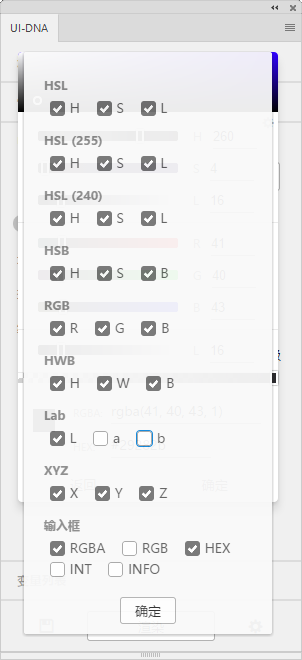 UI-DNA
HSL
H S L
HSL (255)
H S L
HSL (240)
H S L
HSB
H S B
RGB
R G B
HWB
H W B
Lab
L a b
XYZ
X Y Z
输入框
RGBA RGB HEX
INT INFO
确定